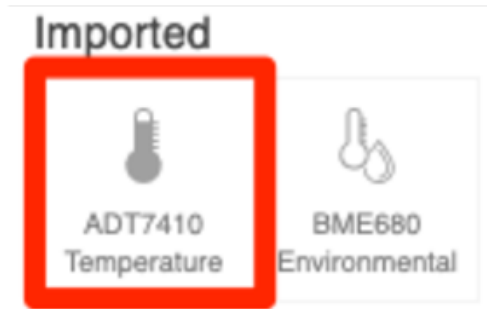 Imported
ADT7410
Temperature
BME680
Environmental